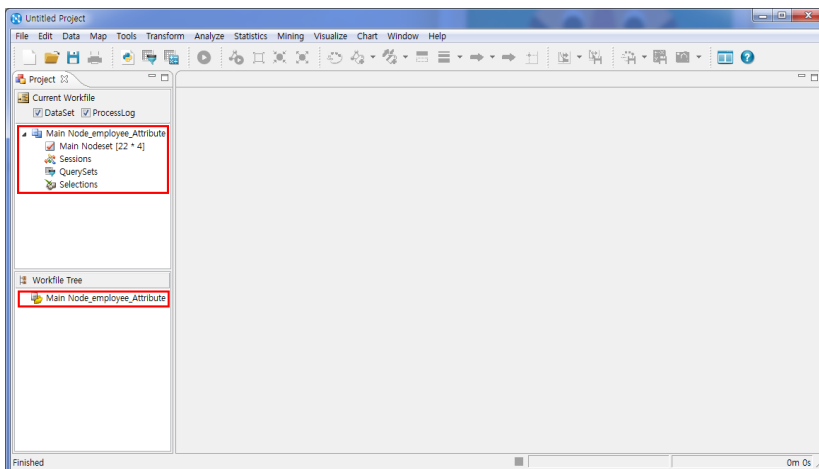 Untitled Project
File Edit Data Map Tools Transform Analyze Statistics Mining Visualize Chart Window Help
Project
Current Workfile
DataSet ProcessLog
Main Node_employee_Attribute
Main Nodeset [22 * 4]
Sessions
QuerySets
Selections
Workfile Tree
Main Node_employee_Attribute
Finished
0m 0s